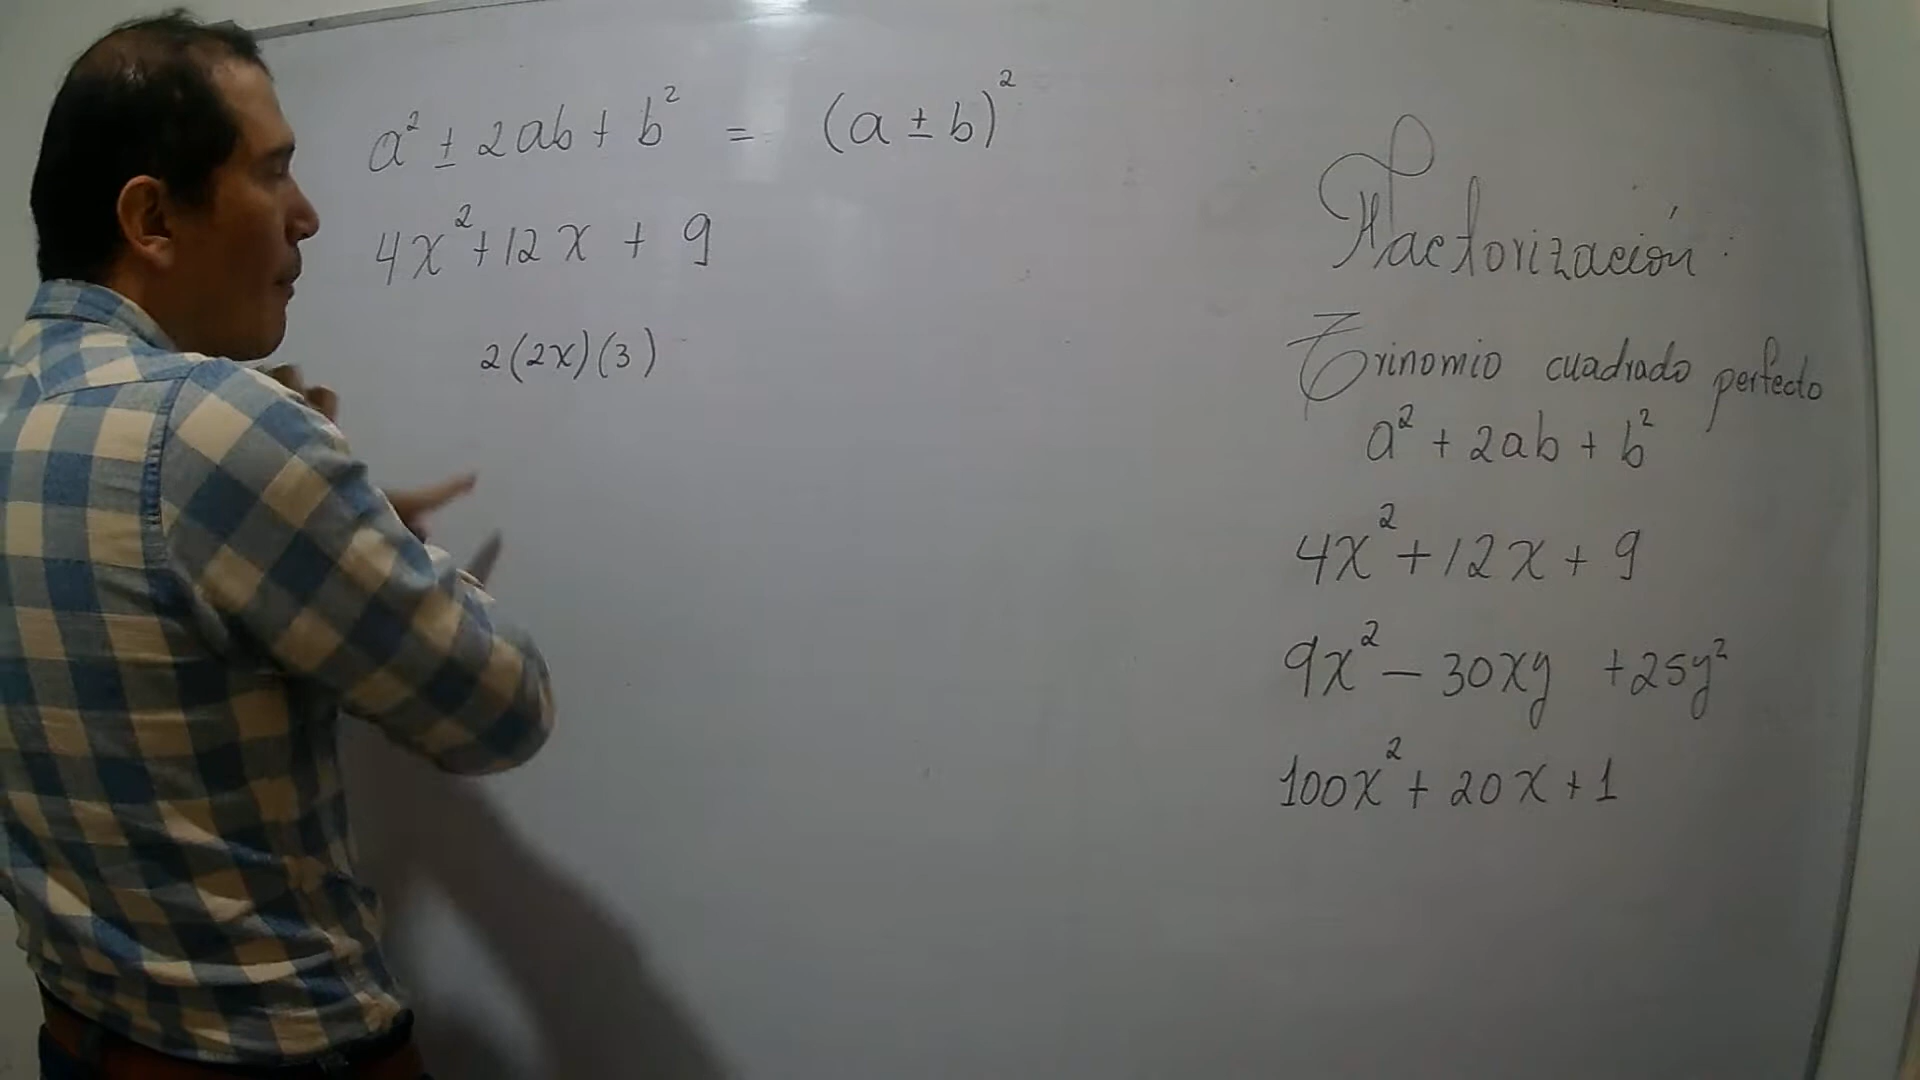 a² ± 2ab + b² = (a ± b)²
4x² + 12x + 9
2(2x)(3)
Factorización:
Trinomio cuadrado perfecto
a² + 2ab + b²
4x² + 12x + 9
9x² - 30xy + 25y²
100x² + 20x + 1